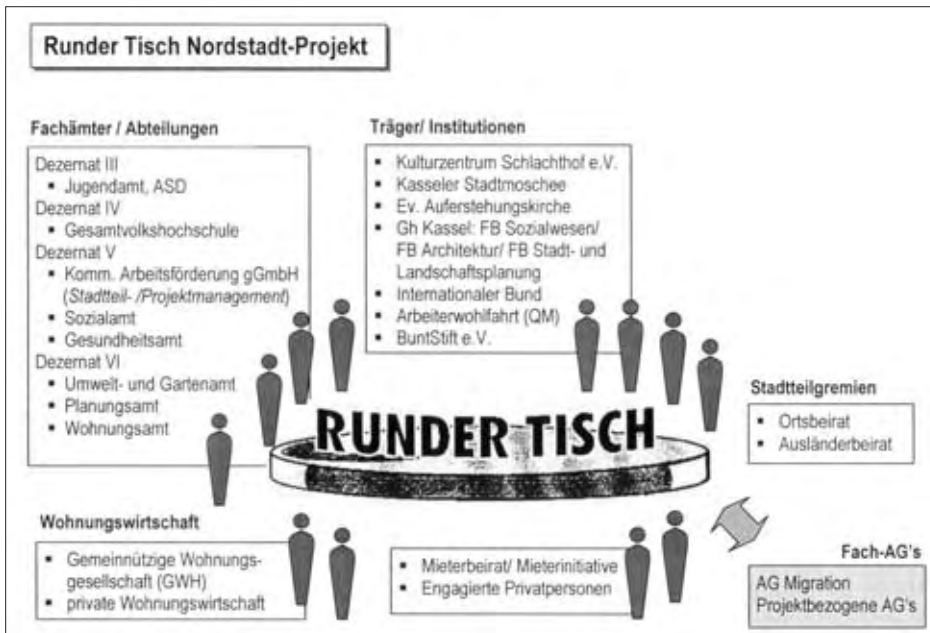 Runder Tisch Nordstadt-Projekt
Fachämter / Abteilungen
Dezernat III
▪ Jugendamt, ASD
Dezernat IV
▪ Gesamtvolkshochschule
Dezernat V
▪ Komm. Arbeitsförderung gGmbH
(Stadtteil- /Projektmanagement)
▪ Sozialamt
▪ Gesundheitsamt
Dezernat VI
▪ Umwelt- und Gartenamt
▪ Planungsamt
▪ Wohnungsamt
Träger/ Institutionen
▪ Kulturzentrum Schlachthof e.V.
▪ Kasseler Stadtmoschee
▪ Ev. Auferstehungskirche
▪ Gh Kassel: FB Sozialwesen/
FB Architektur/ FB Stadt- und
Landschaftsplanung
▪ Internationaler Bund
▪ Arbeiterwohlfahrt (QM)
▪ BuntStift e.V.
RUNDER TISCH
Stadtteilgremien
▪ Ortsbeirat
▪ Ausländerbeirat
Wohnungswirtschaft
▪ Gemeinnützige Wohnungs-
gesellschaft (GWH)
▪ private Wohnungswirtschaft
▪ Mieterbeirat/ Mieterinitiative
▪ Engagierte Privatpersonen
Fach-AG's
AG Migration
Projektbezogene AG's